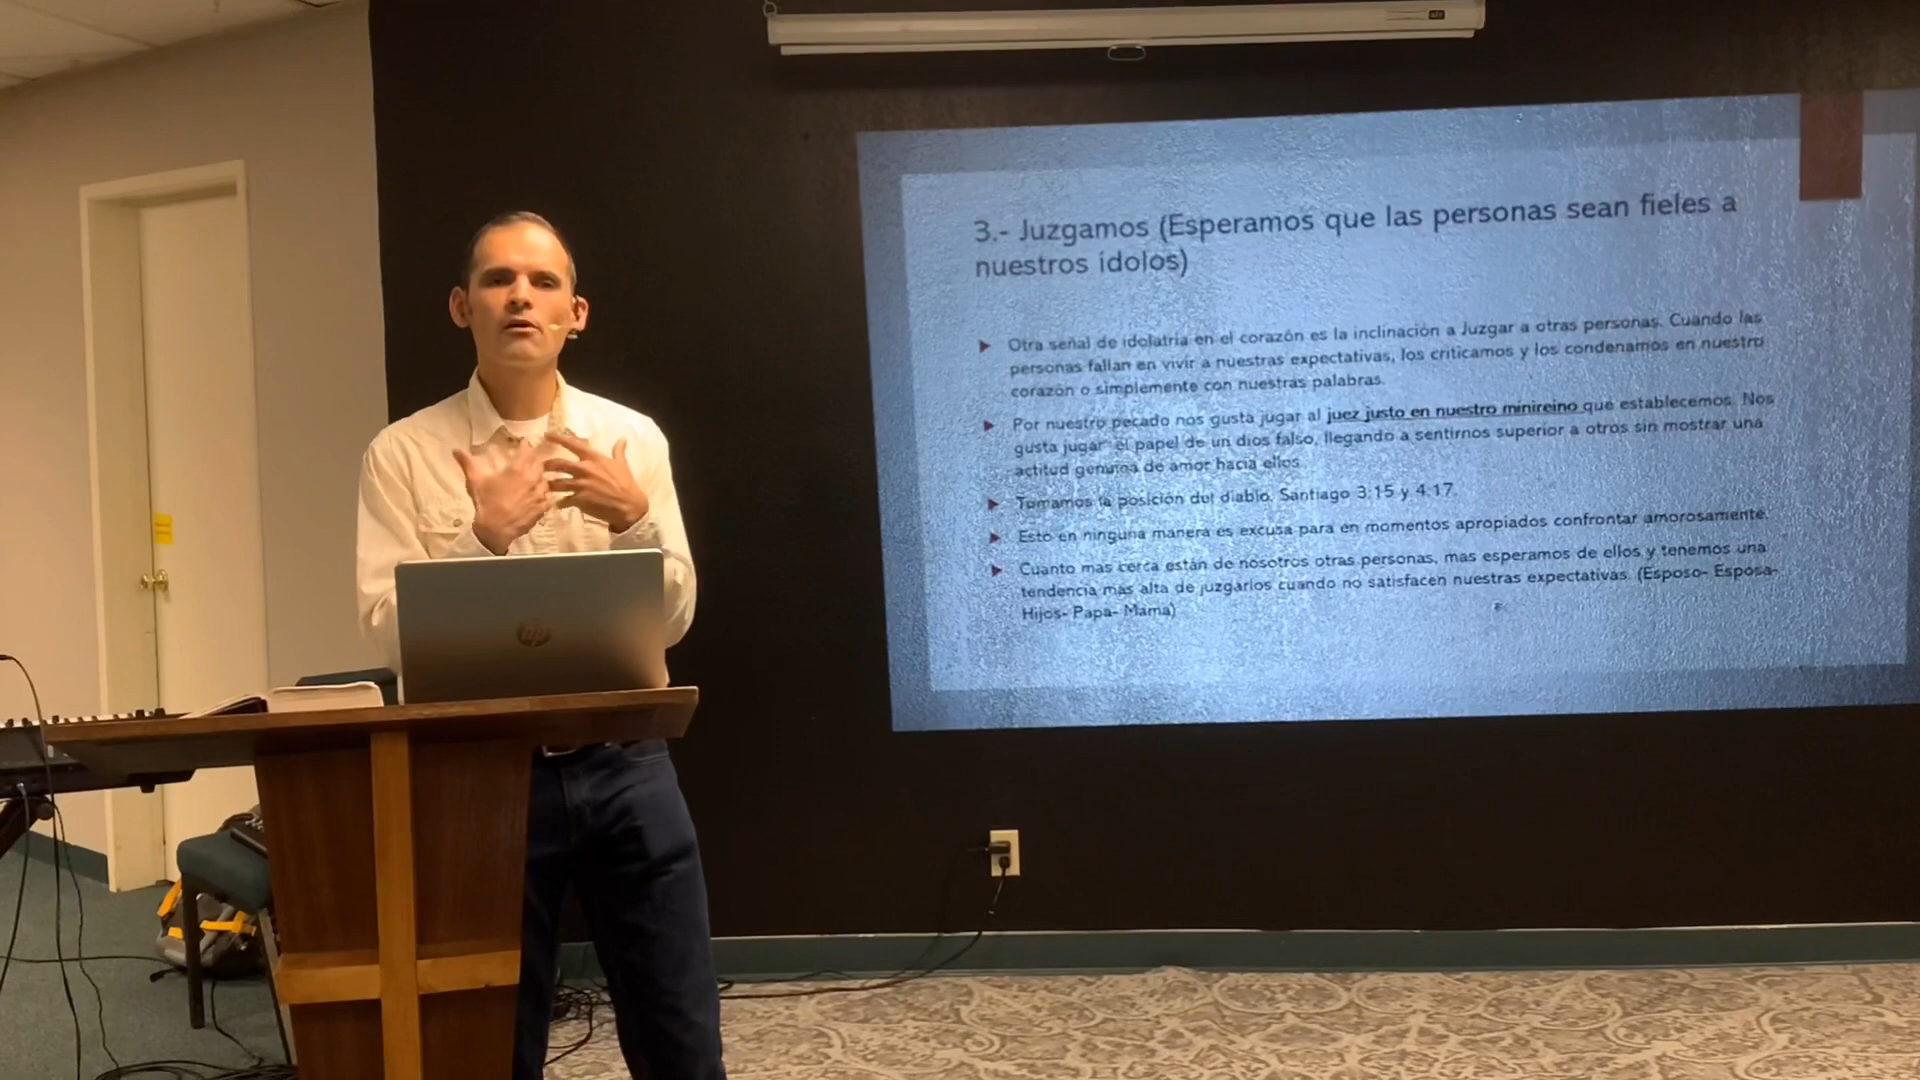 3.- Juzgamos (Esperamos que las personas sean fieles a
nuestros ídolos)
Otra señal de idolatria en el corazón es la inclinación a Juzgar a otras personas. Cuando las
personas fallan en vivir a nuestras expectativas, los criticamos y los condenamos en nuestro
corazón o simplemente con nuestras palabras.
Por nuestro pecado nos gusta jugar al juez justo en nuestro minireino que establecemos. Nos
gusta jugar el papel de un dios falso, llegando a sentirnos superior a otros sin mostrar una
actitud genuina de amor hacia ellos.
Tomamos la posición del diablo. Santiago 3:15 y 4:17.
Esto en ninguna manera es excusa para en momentos apropiados confrontar amorosamente.
Cuanto mas cerca están de nosotros otras personas, mas esperamos de ellos y tenemos una
tendencia más alta de juzgarlos cuando no satisfacen nuestras expectativas. (Esposo- Esposa-
Hijos- Papa- Mama)
hp